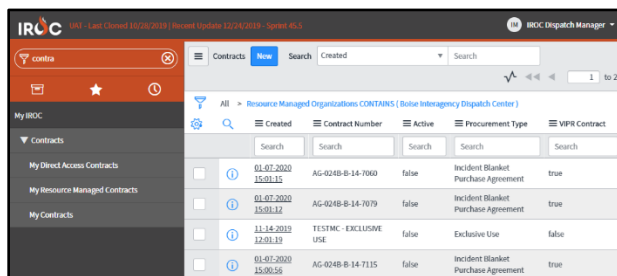 IROC UAT - Last Cloned 10/28/2019 | Recent Update 12/24/2019 - Sprint 45.5 IM IROC Dispatch Manager
contra
Contracts New Search Created Search
1 to 2
My IROC
Contracts
My Direct Access Contracts
My Resource Managed Contracts
My Contracts
All > Resource Managed Organizations CONTAINS ( Boise Interagency Dispatch Center )
Created Contract Number Active Procurement Type VIPR Contract
Search Search Search Search Search
01-07-2020 15:01:15 AG-024B-B-14-7060 false Incident Blanket Purchase Agreement true
01-07-2020 15:01:12 AG-024B-B-14-7079 false Incident Blanket Purchase Agreement true
11-14-2019 12:01:19 TESTMC - EXCLUSIVE USE false Exclusive Use false
01-07-2020 15:00:56 AG-024B-B-14-7115 false Incident Blanket Purchase Agreement true